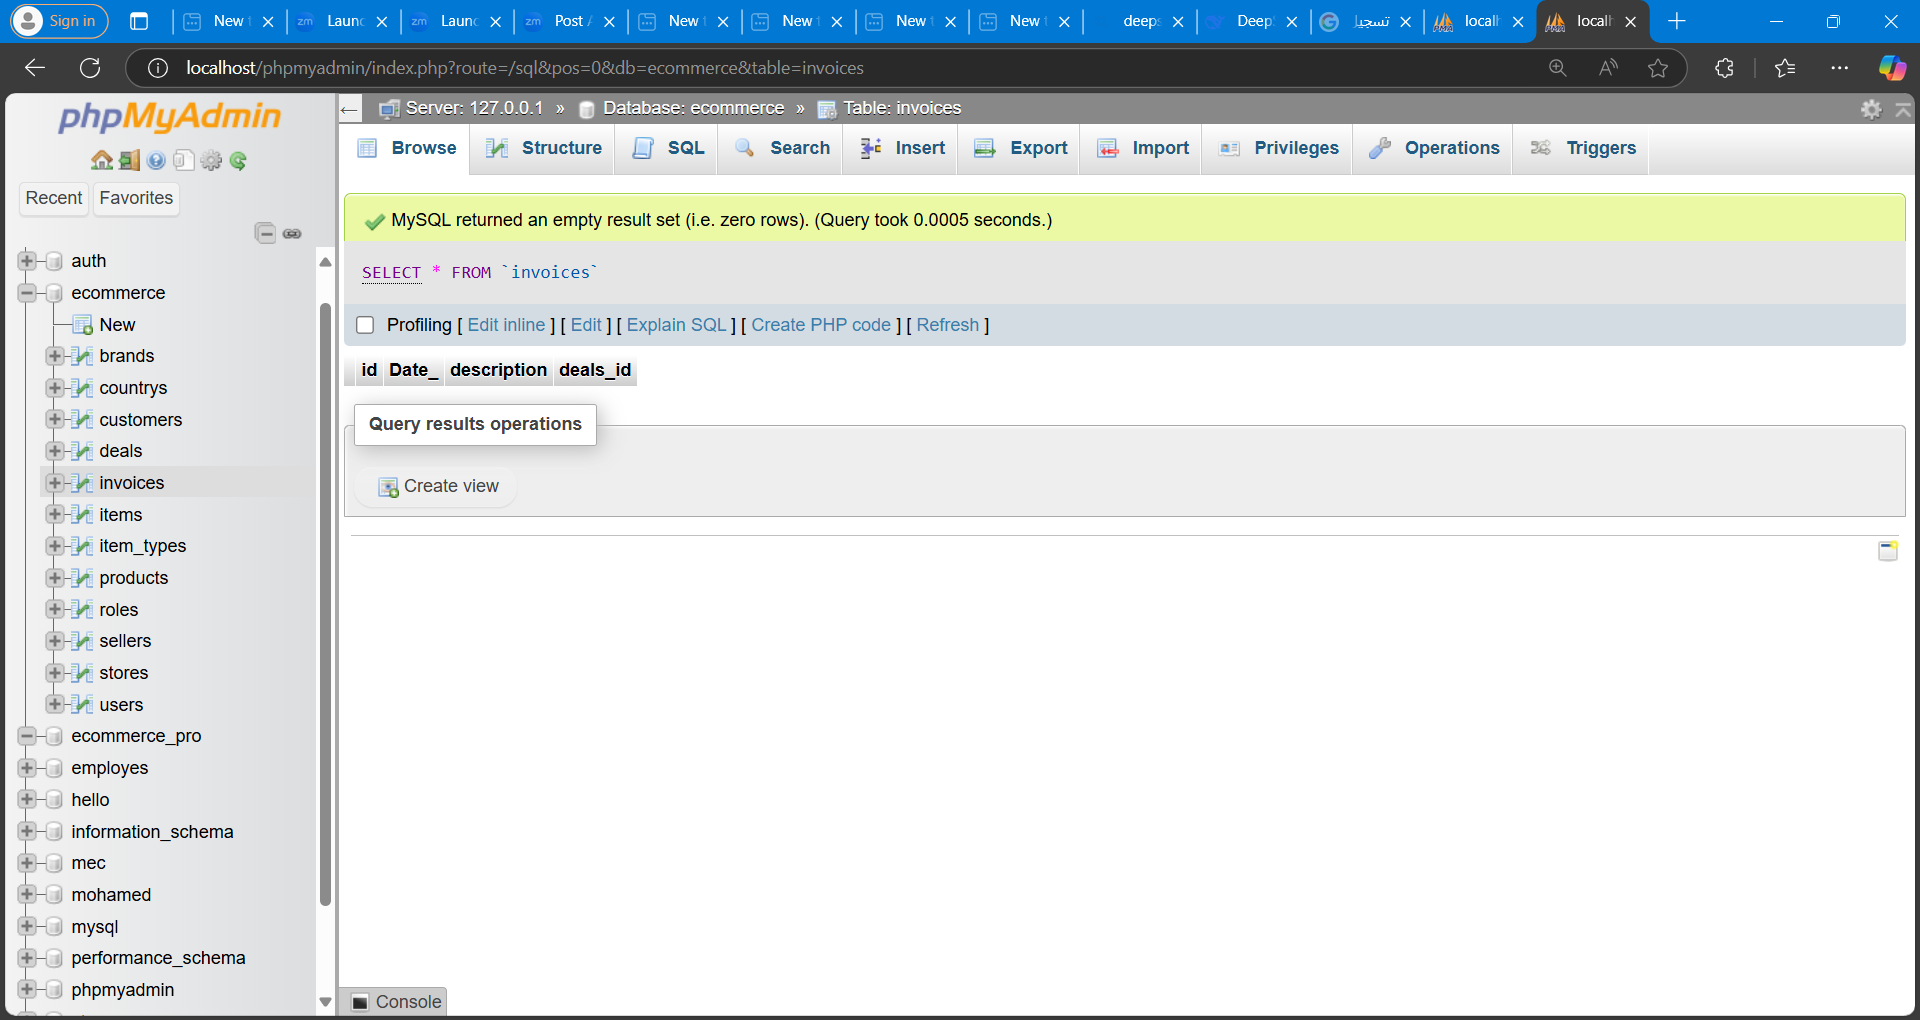 Sign in
New
Launc
Launc
Post
New
New
New
New
deeps
Deep
تسجيل
localh
localh
localhost/phpmyadmin/index.php?route=/sql&pos=0&db=ecommerce&table=invoices
phpMyAdmin
Recent Favorites
auth
ecommerce
New
brands
countrys
customers
deals
invoices
items
item_types
products
roles
sellers
stores
users
ecommerce_pro
employes
hello
information_schema
mec
mohamed
mysql
performance_schema
phpmyadmin
Server: 127.0.0.1 » Database: ecommerce » Table: invoices
Browse Structure SQL Search Insert Export Import Privileges Operations Triggers
MySQL returned an empty result set (i.e. zero rows). (Query took 0.0005 seconds.)
SELECT * FROM `invoices`
Profiling [ Edit inline ] [ Edit ] [ Explain SQL ] [ Create PHP code ] [ Refresh ]
id Date_ description deals_id
Query results operations
Create view
Console